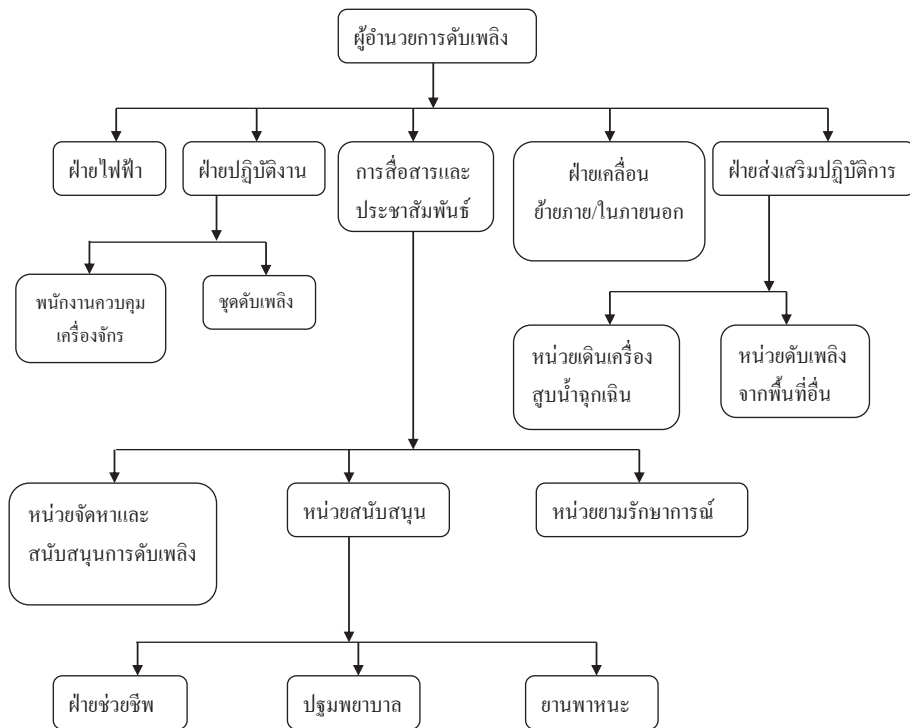 ผู้อำนวยการดับเพลิง
ฝ่ายไฟฟ้า
ฝ่ายปฏิบัติงาน
การสื่อสารและ
ประชาสัมพันธ์
ฝ่ายเคลื่อน
ย้ายภาย/ในภายนอก
ฝ่ายส่งเสริมปฏิบัติการ
พนักงานควบคุม
เครื่องจักร
ชุดดับเพลิง
หน่วยเดินเครื่อง
สูบน้ำฉุกเฉิน
หน่วยดับเพลิง
จากพื้นที่อื่น
หน่วยจัดหาและ
สนับสนุนการดับเพลิง
หน่วยสนับสนุน
หน่วยยามรักษาการณ์
ฝ่ายช่วยชีพ
ปฐมพยาบาล
ยานพาหนะ